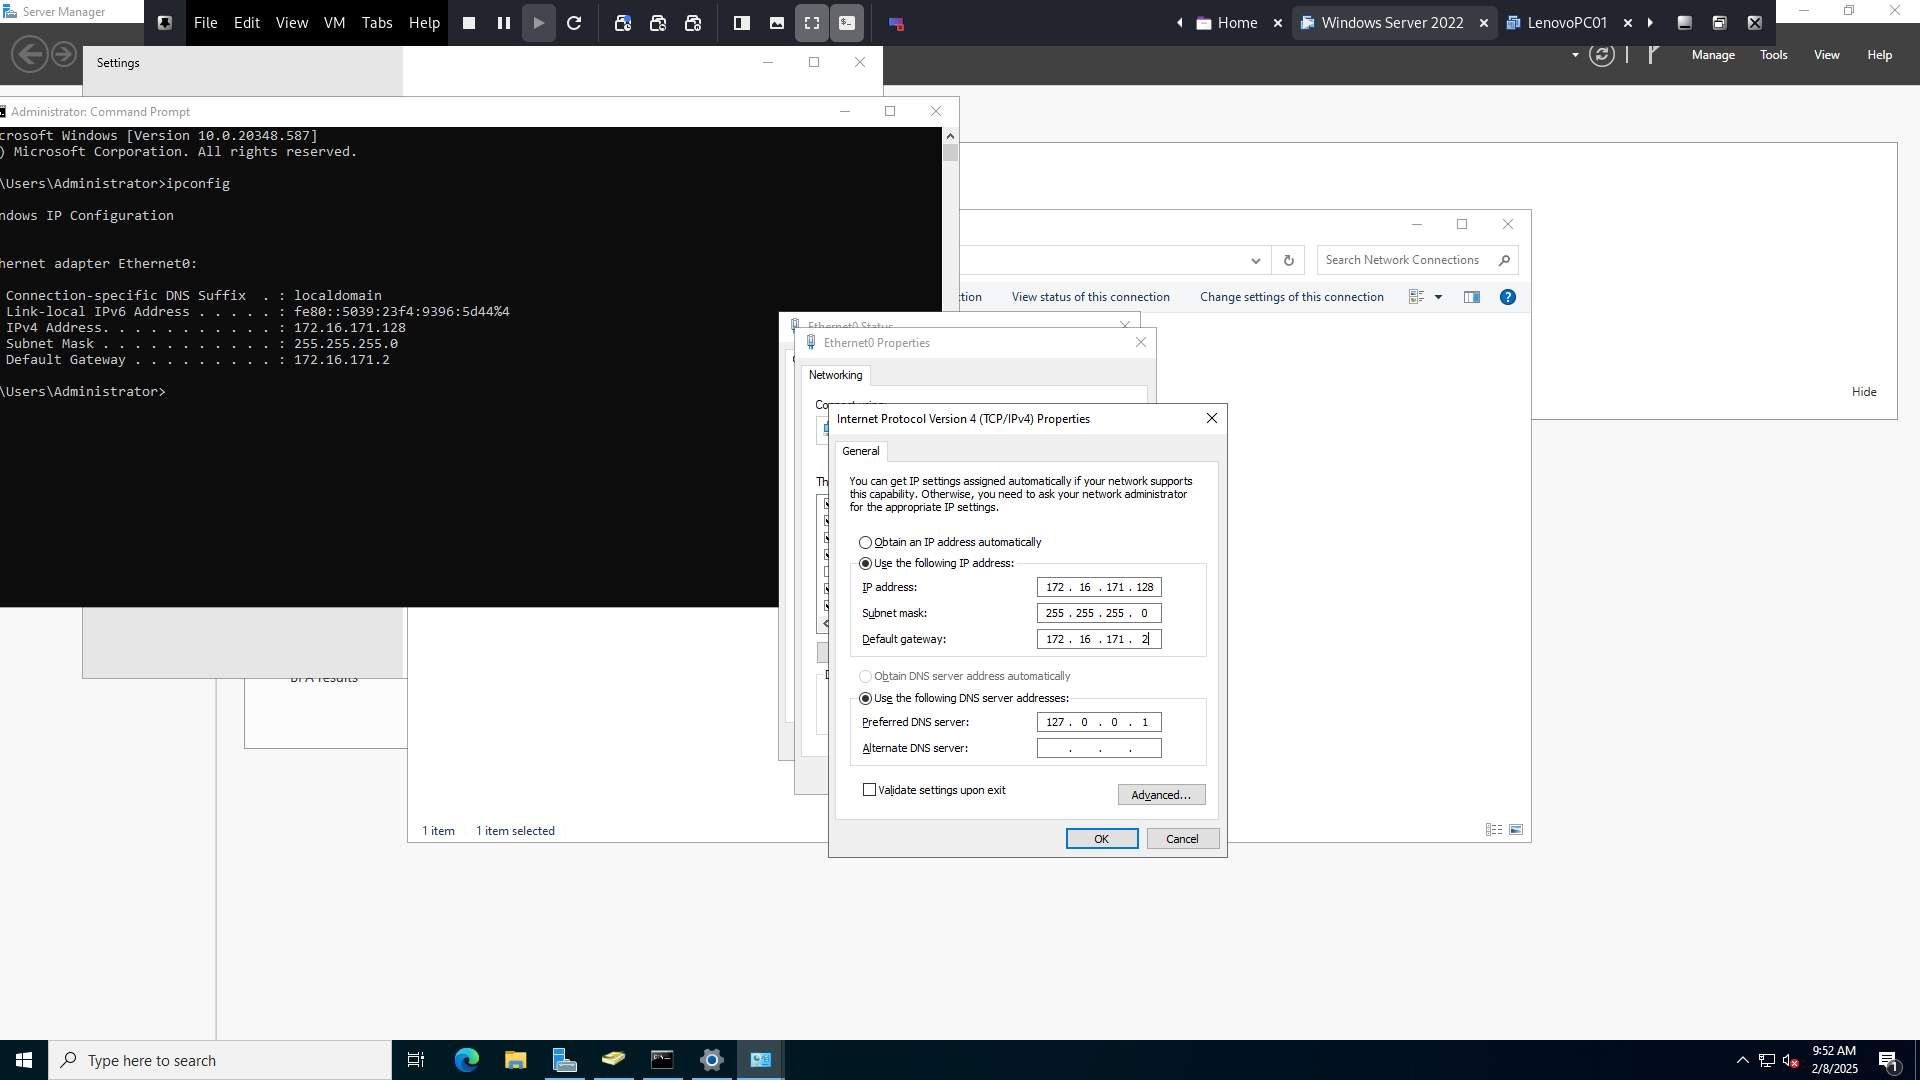 Server Manager
File Edit View VM Tabs Help
Home
Windows Server 2022
LenovoPC01
Manage Tools View Help
Settings
Administrator: Command Prompt
crosoft Windows [Version 10.0.20348.587]
) Microsoft Corporation. All rights reserved.
\Users\Administrator>ipconfig
ndows IP Configuration
hernet adapter Ethernet0:
Connection-specific DNS Suffix . : localdomain
Link-local IPv6 Address . . . . . : fe80::5039:23f4:9396:5d44%4
IPv4 Address. . . . . . . . . . . : 172.16.171.128
Subnet Mask . . . . . . . . . . . : 255.255.255.0
Default Gateway . . . . . . . . . : 172.16.171.2
\Users\Administrator>
Search Network Connections
ction View status of this connection Change settings of this connection
Hide
Ethernet0 Status
Ethernet0 Properties
Networking
Connect using:
Th
Internet Protocol Version 4 (TCP/IPv4) Properties
General
You can get IP settings assigned automatically if your network supports
this capability. Otherwise, you need to ask your network administrator
for the appropriate IP settings.
Obtain an IP address automatically
Use the following IP address:
IP address: 172 . 16 . 171 . 128
Subnet mask: 255 . 255 . 255 . 0
Default gateway: 172 . 16 . 171 . 2
Obtain DNS server address automatically
Use the following DNS server addresses:
Preferred DNS server: 127 . 0 . 0 . 1
Alternate DNS server: . . .
Validate settings upon exit
Advanced...
OK Cancel
BPA results
1 item 1 item selected
Type here to search
9:52 AM
2/8/2025
1